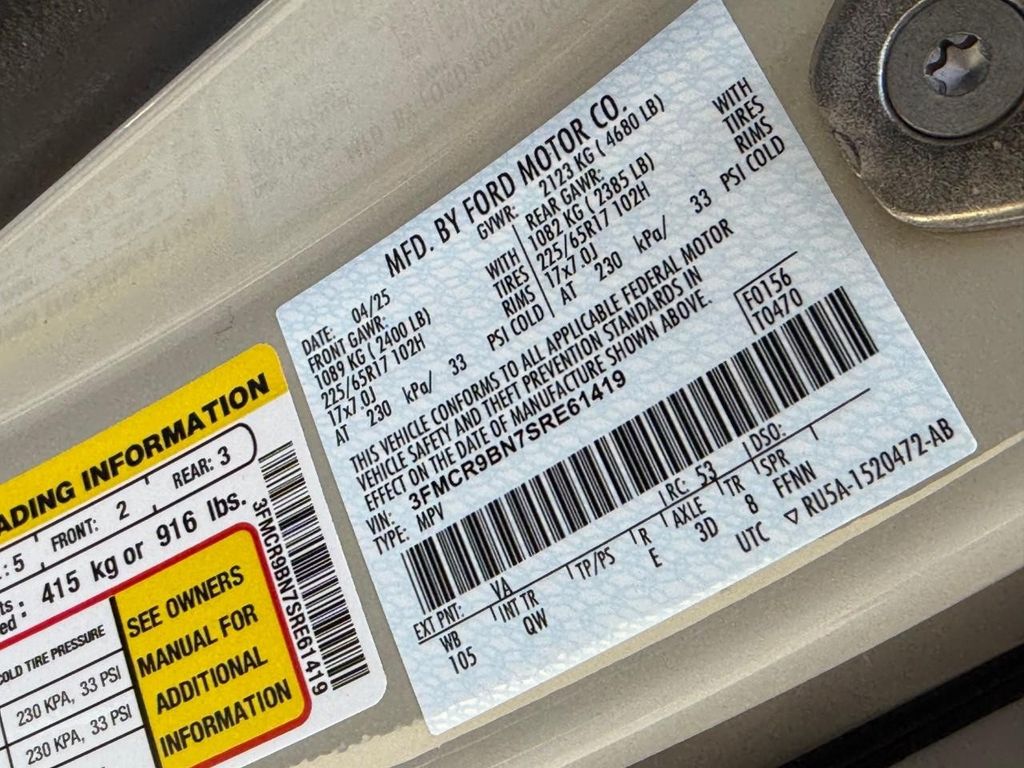 MFD. BY FORD MOTOR CO.
DATE: 04/25 GVWR: 2123 KG ( 4680 LB)
FRONT GAWR: REAR GAWR:
1089 KG ( 2400 LB) WITH 1082 KG ( 2385 LB) WITH
225/65R17 102H TIRES 225/65R17 102H TIRES
17x7.0J RIMS 17x7.0J RIMS
AT 230 kPa/ 33 PSI COLD AT 230 kPa/ 33 PSI COLD
THIS VEHICLE CONFORMS TO ALL APPLICABLE FEDERAL MOTOR
VEHICLE SAFETY AND THEFT PREVENTION STANDARDS IN
EFFECT ON THE DATE OF MANUFACTURE SHOWN ABOVE.
VIN: 3FMCR9BN7SRE61419
TYPE: MPV
F0156
T0470
EXT PNT: VA RC: 53 DSO:
WB INT TR TP/PS R AXLE TR SPR
105 QW E 3D 8 FFNN
UTC ▽ RU5A-1520472-AB
ADING INFORMATION
: 5 FRONT: 2 REAR: 3
ts
ed : 415 kg or 916 lbs.
3FMCR9BN7SRE61419
OLD TIRE PRESSURE
230 KPA, 33 PSI
230 KPA, 33 PSI
SEE OWNERS
MANUAL FOR
ADDITIONAL
INFORMATION